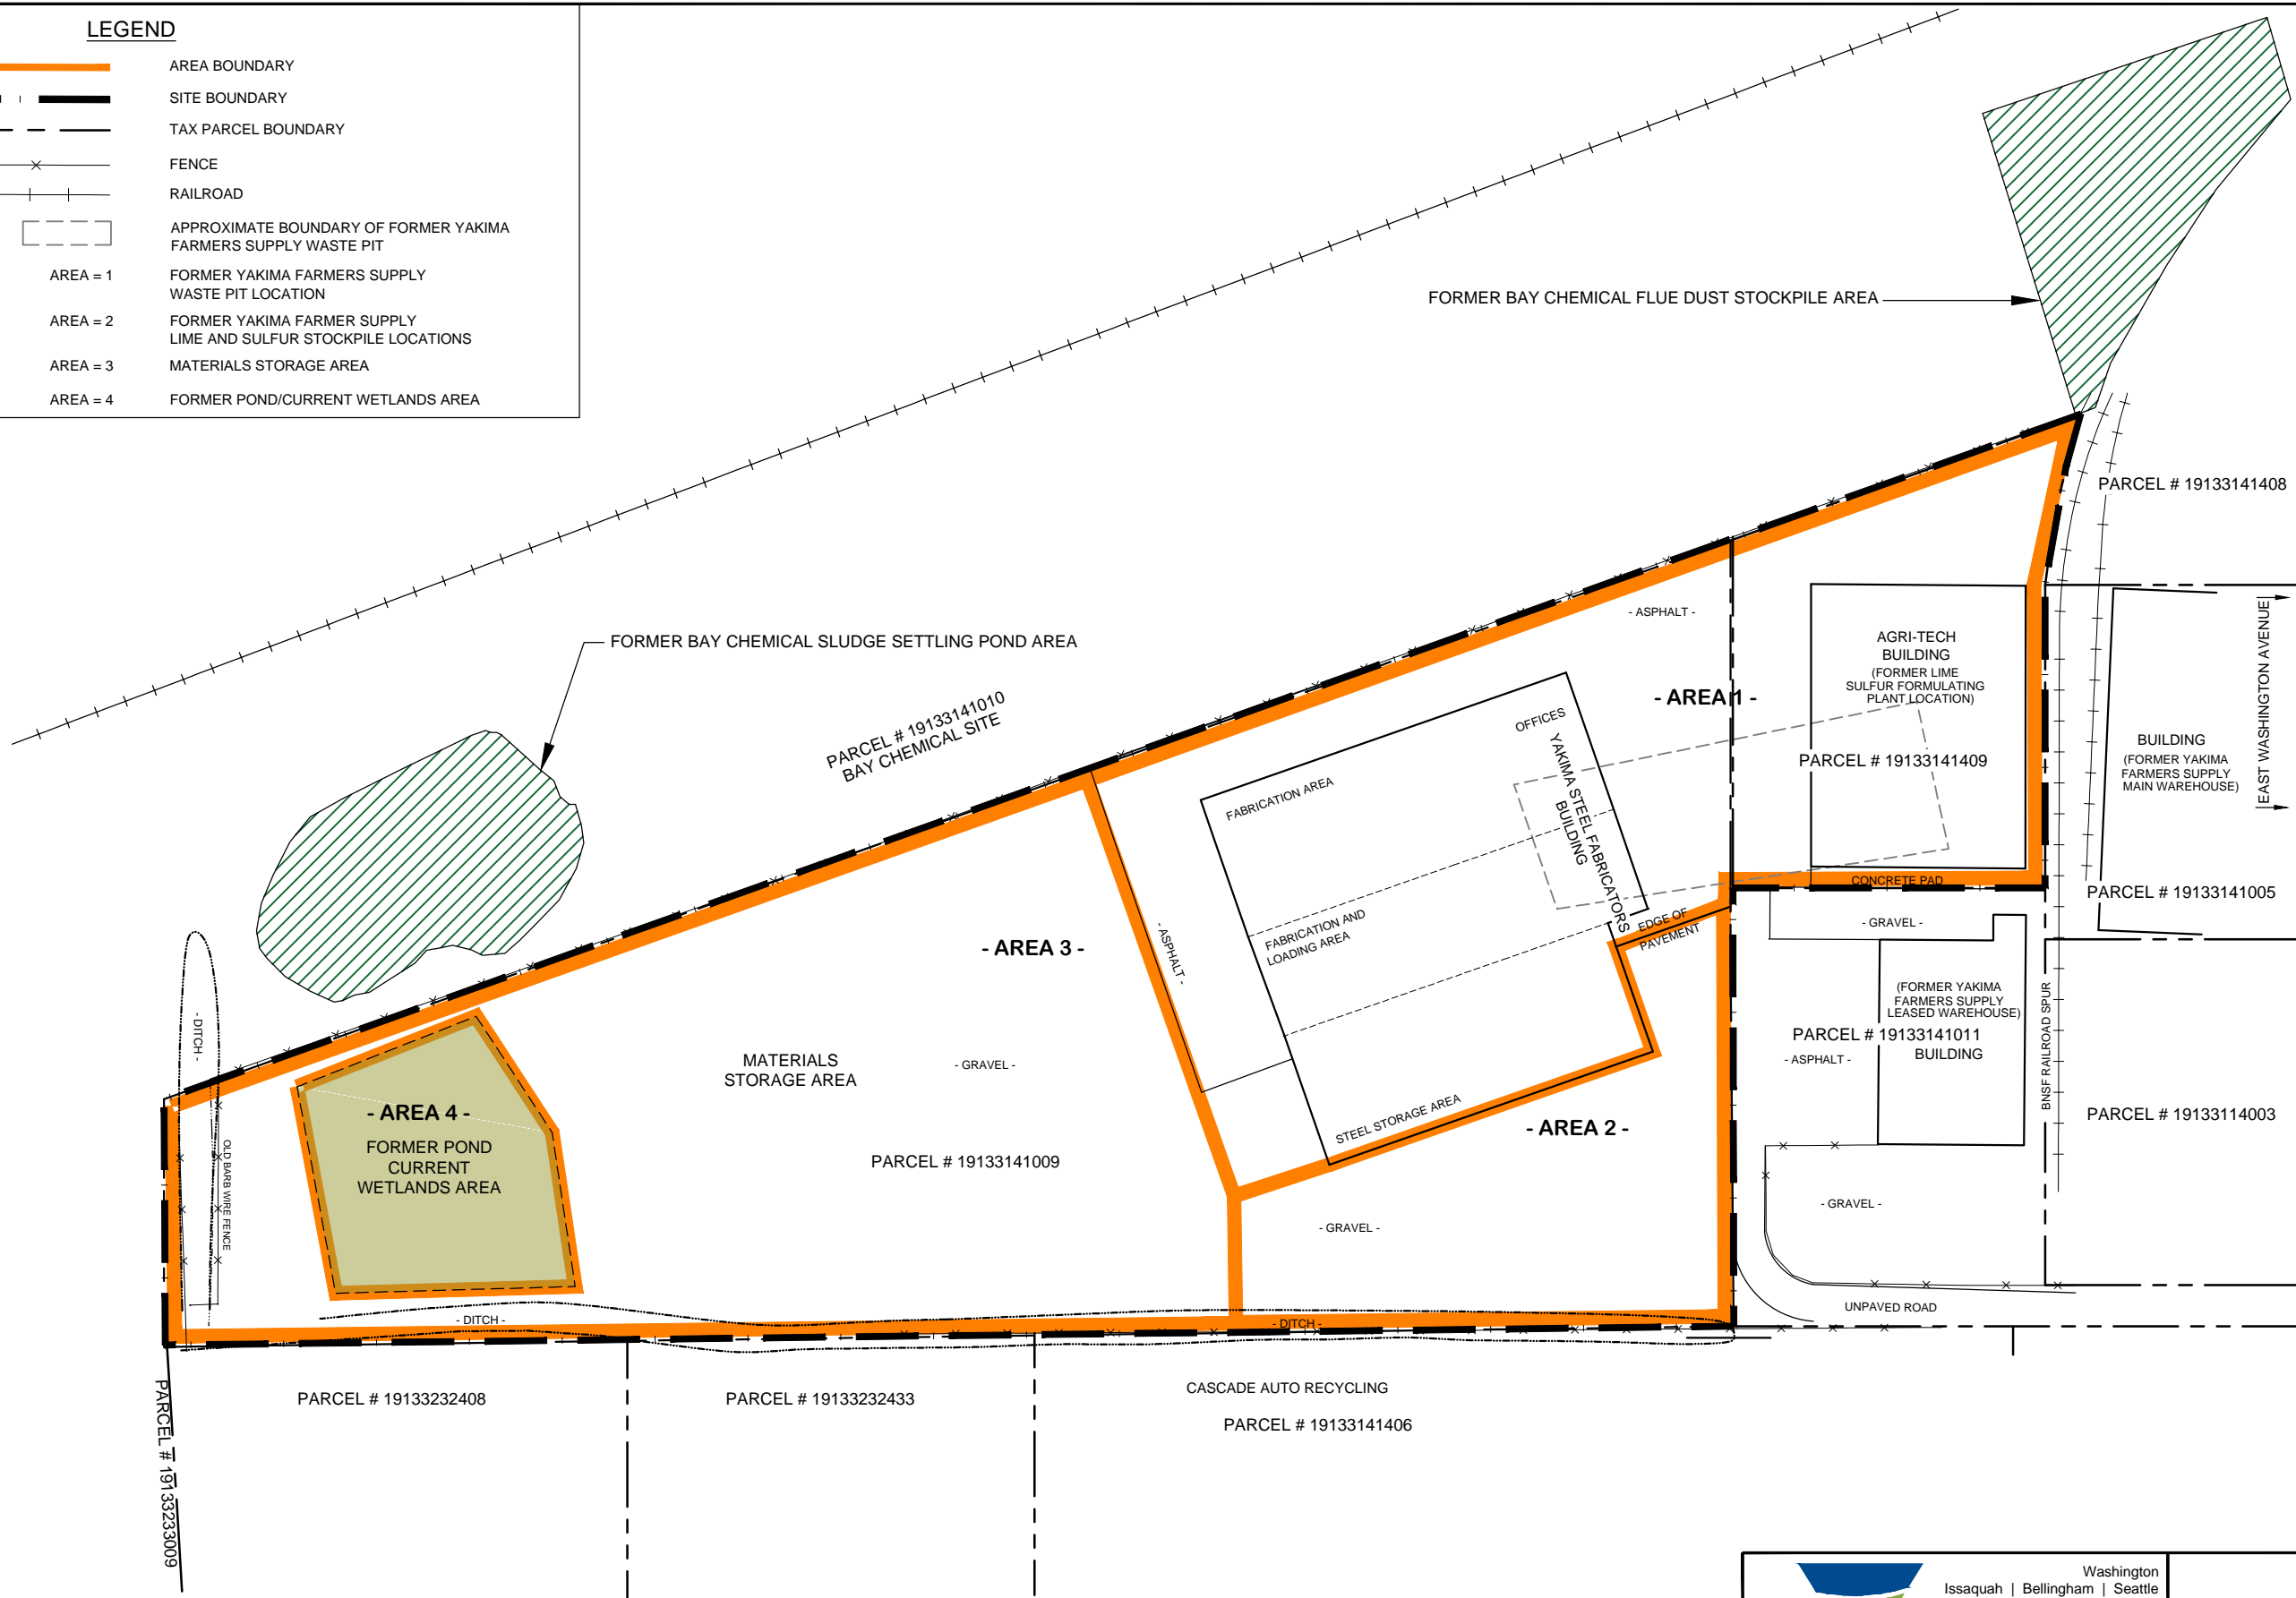 LEGEND
AREA BOUNDARY
SITE BOUNDARY
TAX PARCEL BOUNDARY
FENCE
RAILROAD
APPROXIMATE BOUNDARY OF FORMER YAKIMA
FARMERS SUPPLY WASTE PIT
AREA = 1 FORMER YAKIMA FARMERS SUPPLY
WASTE PIT LOCATION
AREA = 2 FORMER YAKIMA FARMER SUPPLY
LIME AND SULFUR STOCKPILE LOCATIONS
AREA = 3 MATERIALS STORAGE AREA
AREA = 4 FORMER POND/CURRENT WETLANDS AREA
FORMER BAY CHEMICAL FLUE DUST STOCKPILE AREA
PARCEL # 19133141408
FORMER BAY CHEMICAL SLUDGE SETTLING POND AREA
PARCEL # 19133141010
BAY CHEMICAL SITE
- ASPHALT -
- AREA 1 -
AGRI-TECH
BUILDING
(FORMER LIME
SULFUR FORMULATING
PLANT LOCATION)
PARCEL # 19133141409
BUILDING
(FORMER YAKIMA
FARMERS SUPPLY
MAIN WAREHOUSE)
EAST WASHINGTON AVENUE
PARCEL # 19133141005
OFFICES
YAKIMA STEEL FABRICATORS
BUILDING
FABRICATION AREA
FABRICATION AND
LOADING AREA
STEEL STORAGE AREA
- ASPHALT -
EDGE OF
PAVEMENT
CONCRETE PAD
- GRAVEL -
(FORMER YAKIMA
FARMERS SUPPLY
LEASED WAREHOUSE)
PARCEL # 19133141011
BUILDING
- ASPHALT -
- GRAVEL -
UNPAVED ROAD
BNSF RAILROAD SPUR
PARCEL # 19133114003
- AREA 3 -
MATERIALS
STORAGE AREA
- GRAVEL -
PARCEL # 19133141009
- AREA 2 -
- GRAVEL -
- DITCH -
OLD BARB WIRE FENCE
- AREA 4 -
FORMER POND
CURRENT
WETLANDS AREA
- DITCH -
- DITCH -
PARCEL # 19133233009
PARCEL # 19133232408
PARCEL # 19133232433
CASCADE AUTO RECYCLING
PARCEL # 19133141406
Washington
Issaquah | Bellingham | Seattle